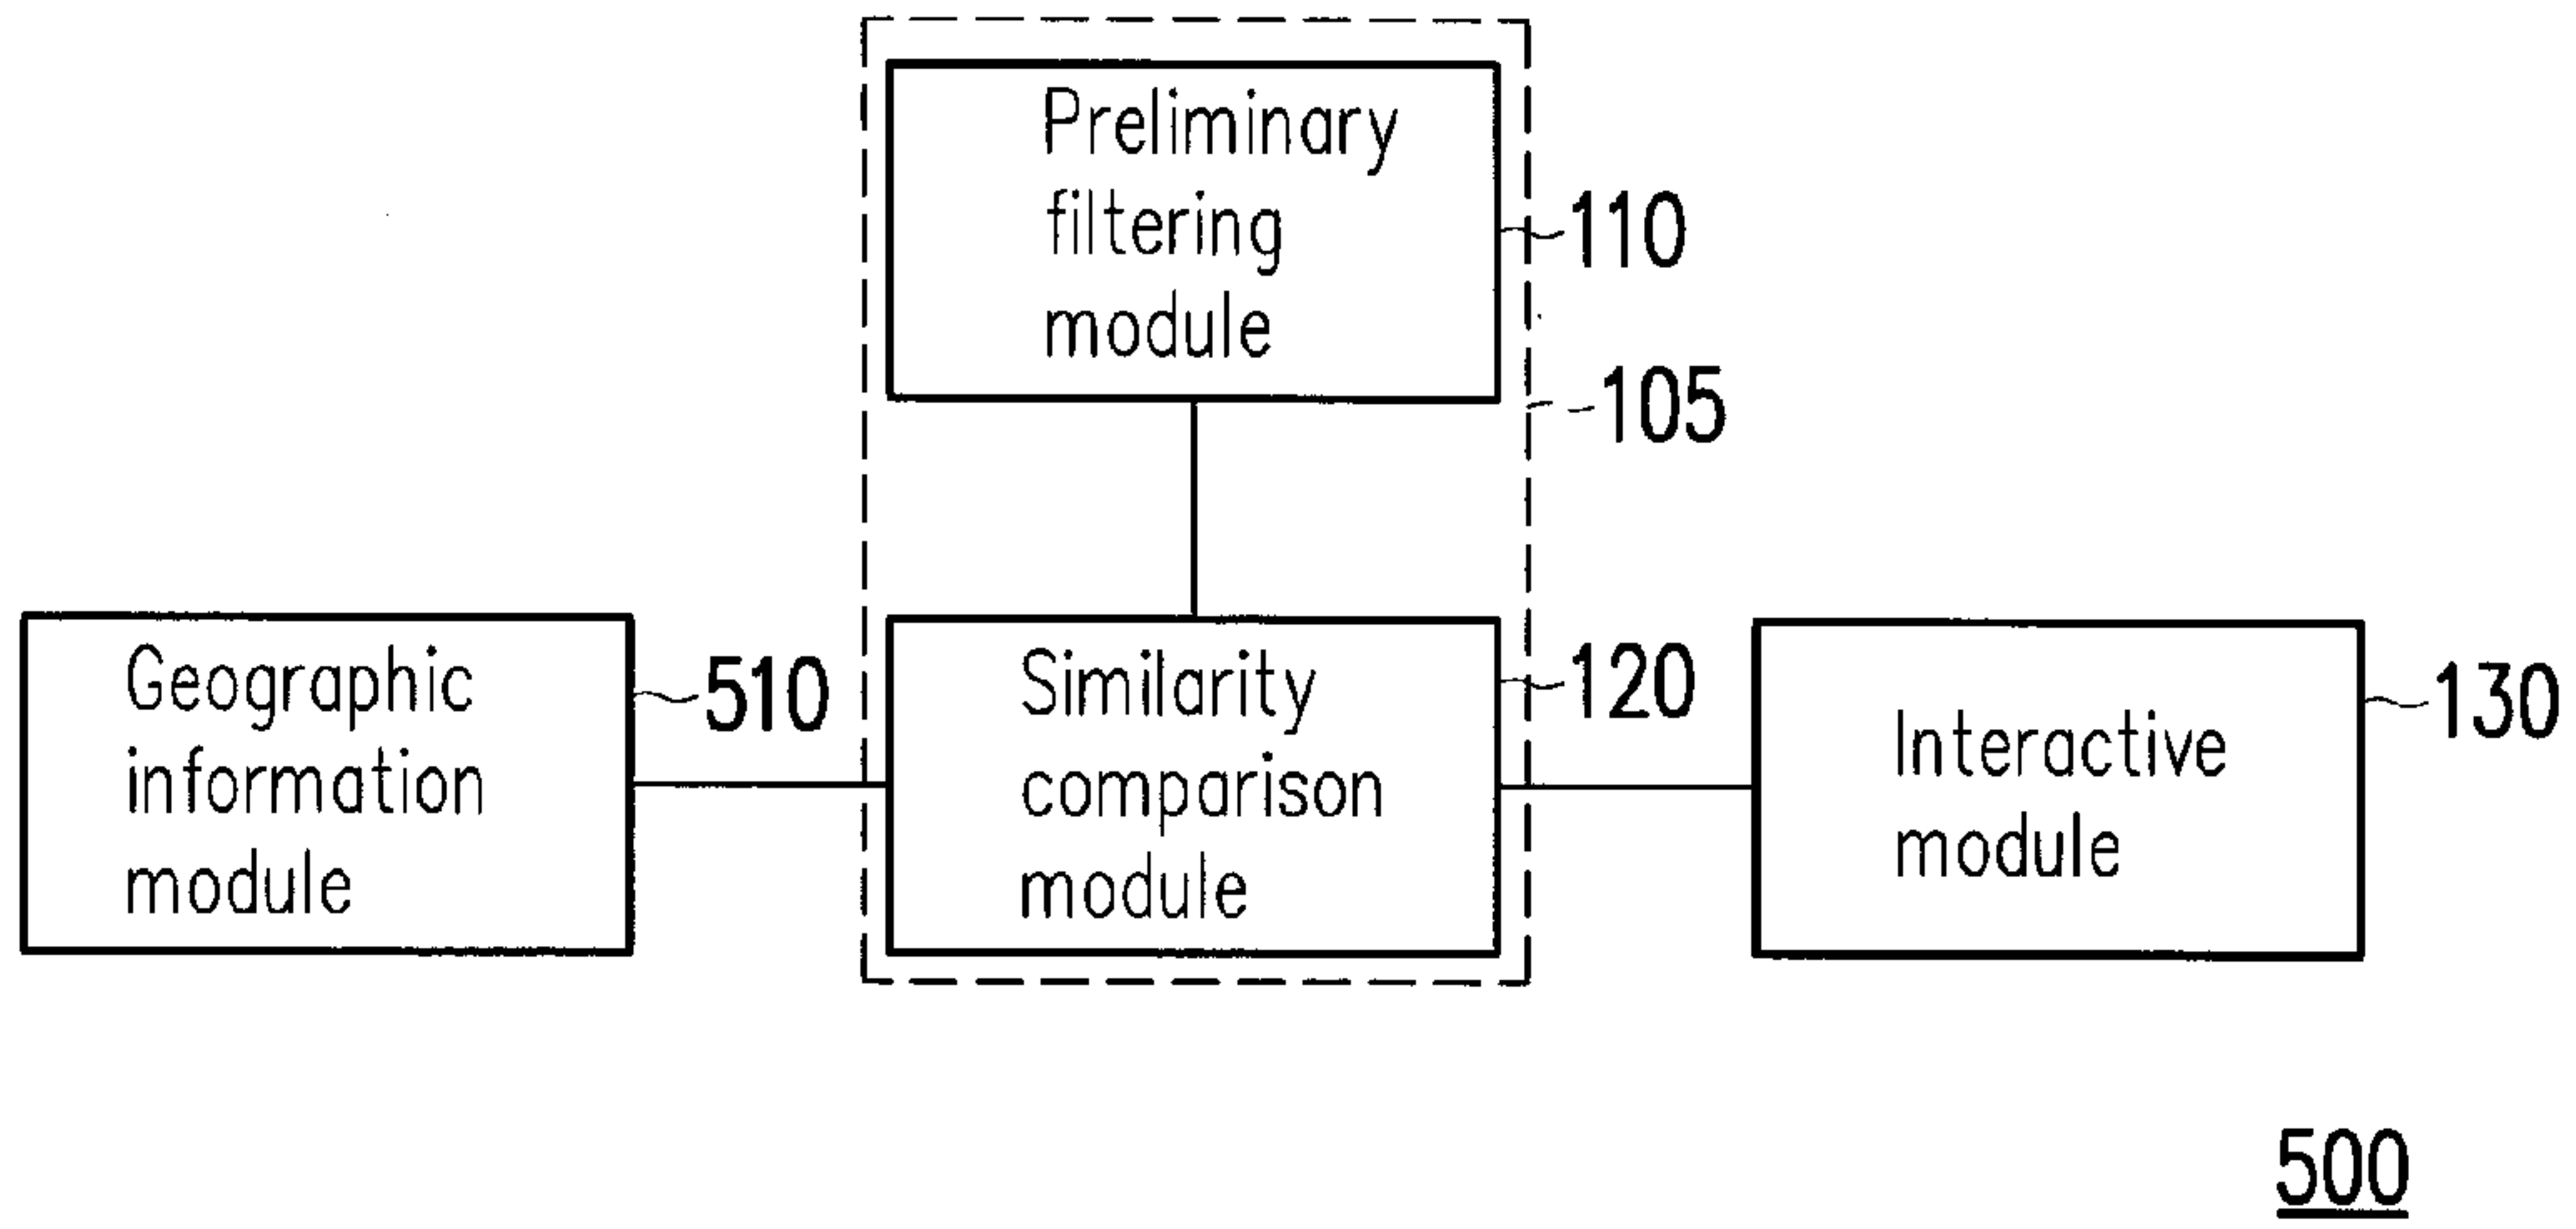 Preliminary
filtering
module
110
105
Geographic
information
module
510
Similarity
comparison
module
120
Interactive
module
130
500